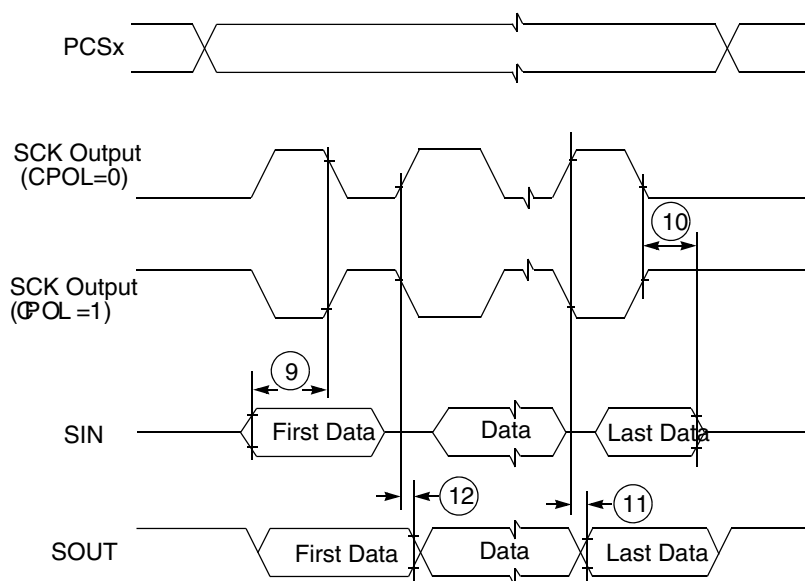 PCSx
SCK Output
(CPOL=0)
10
SCK Output
(CPOL =1)
9
SIN
First Data
Data
Last Data
12
11
SOUT
First Data
Data
Last Data